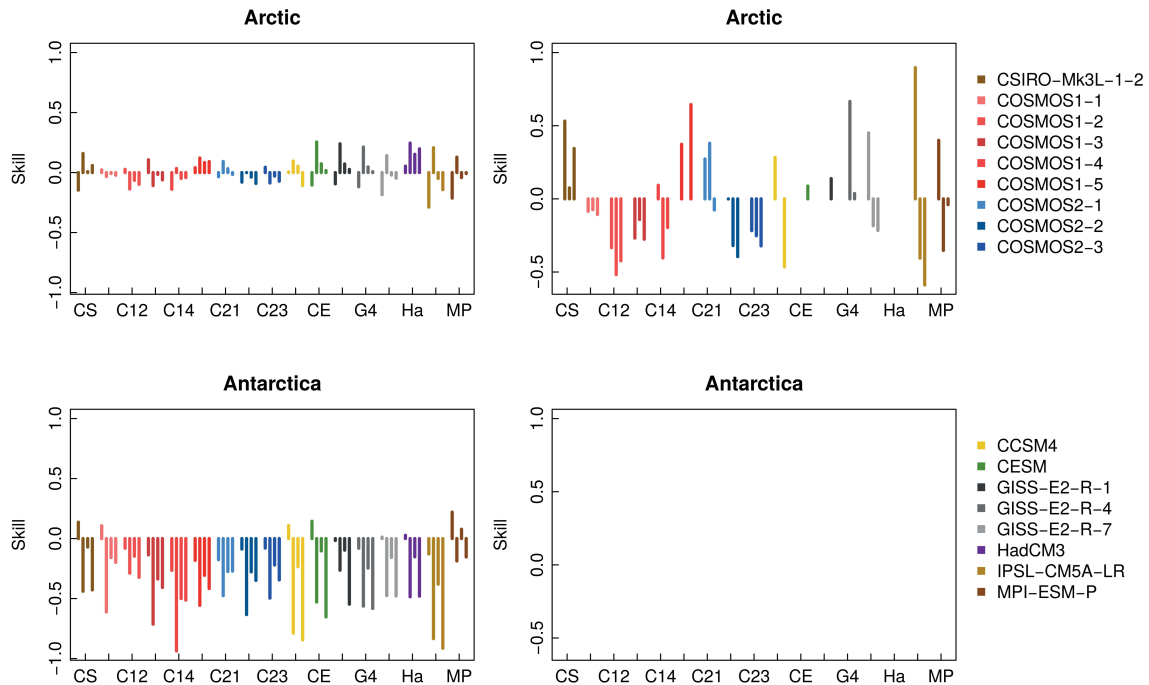 Arctic
Skill
1.0
0.5
0.0
−0.5
−1.0
CS C12 C14 C21 C23 CE G4 Ha MP
Arctic
Skill
1.0
0.5
0.0
−0.5
CS C12 C14 C21 C23 CE G4 Ha MP
CSIRO−Mk3L−1−2
COSMOS1−1
COSMOS1−2
COSMOS1−3
COSMOS1−4
COSMOS1−5
COSMOS2−1
COSMOS2−2
COSMOS2−3
Antarctica
Skill
1.0
0.5
0.0
−0.5
−1.0
CS C12 C14 C21 C23 CE G4 Ha MP
Antarctica
Skill
1.0
0.5
0.0
−0.5
CS C12 C14 C21 C23 CE G4 Ha MP
CCSM4
CESM
GISS−E2−R−1
GISS−E2−R−4
GISS−E2−R−7
HadCM3
IPSL−CM5A−LR
MPI−ESM−P